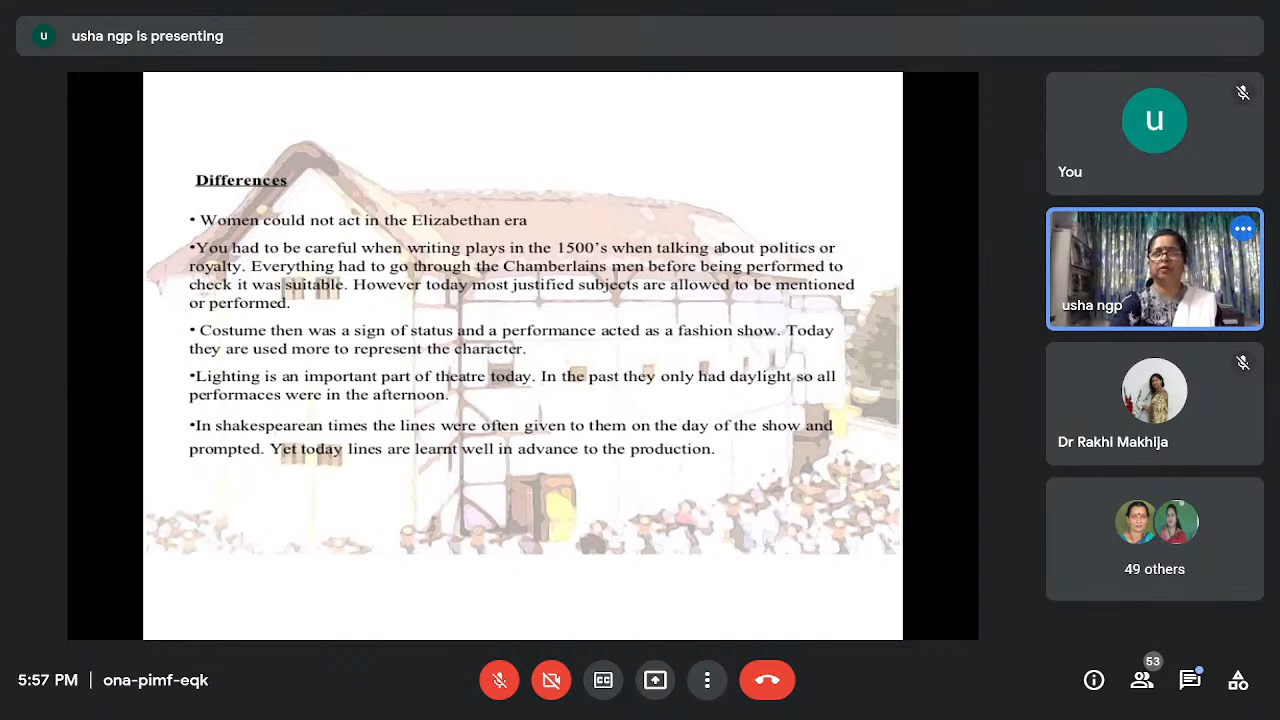 u usha ngp is presenting
Differences
• Women could not act in the Elizabethan era
•You had to be careful when writing plays in the 1500's when talking about politics or
royalty. Everything had to go through the Chamberlains men before being performed to
check it was suitable. However today most justified subjects are allowed to be mentioned
or performed.
• Costume then was a sign of status and a performance acted as a fashion show. Today
they are used more to represent the character.
•Lighting is an important part of theatre today. In the past they only had daylight so all
performaces were in the afternoon.
•In shakespearean times the lines were often given to them on the day of the show and
prompted. Yet today lines are learnt well in advance to the production.
u
You
usha ngp
Dr Rakhi Makhija
49 others
5:57 PM | ona-pimf-eqk
53